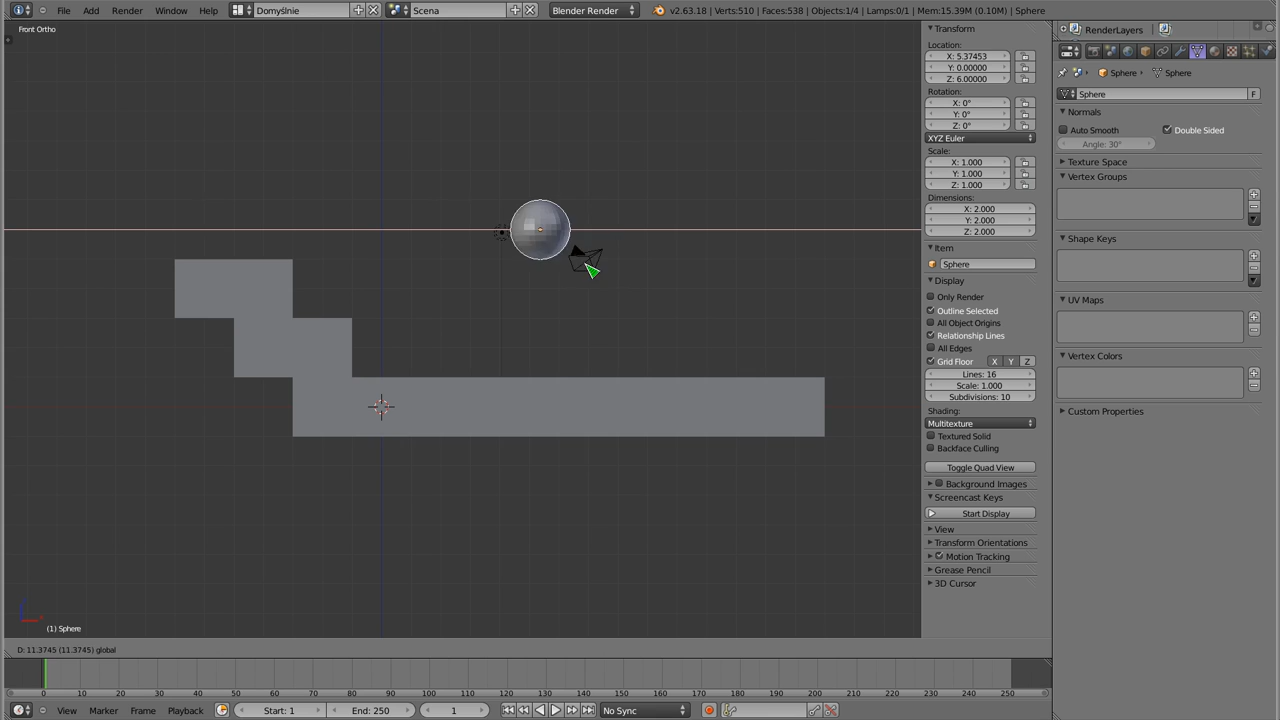 File Add Render Window Help Domyślnie Scena Blender Render v2.63.18 | Verts:510 | Faces:538 | Objects:1/4 | Lamps:0/1 | Mem:15.39M (0.10M) | Sphere
Front Ortho
(1) Sphere
D: 11.3745 (11.3745) global
Transform
Location:
X: 5.37453
Y: 0.00000
Z: 6.00000
Rotation:
X: 0°
Y: 0°
Z: 0°
XYZ Euler
Scale:
X: 1.000
Y: 1.000
Z: 1.000
Dimensions:
X: 2.000
Y: 2.000
Z: 2.000
Item
Sphere
Display
Only Render
Outline Selected
All Object Origins
Relationship Lines
All Edges
Grid Floor X Y Z
Lines: 16
Scale: 1.000
Subdivisions: 10
Shading:
Multitexture
Textured Solid
Backface Culling
Toggle Quad View
Background Images
Screencast Keys
Start Display
View
Transform Orientations
Motion Tracking
Grease Pencil
3D Cursor
RenderLayers
Sphere Sphere
Sphere F
Normals
Auto Smooth Double Sided
Angle: 30°
Texture Space
Vertex Groups
Shape Keys
UV Maps
Vertex Colors
Custom Properties
0 10 20 30 40 50 60 70 80 90 100 110 120 130 140 150 160 170 180 190 200 210 220 230 240 250
View Marker Frame Playback Start: 1 End: 250 1 No Sync